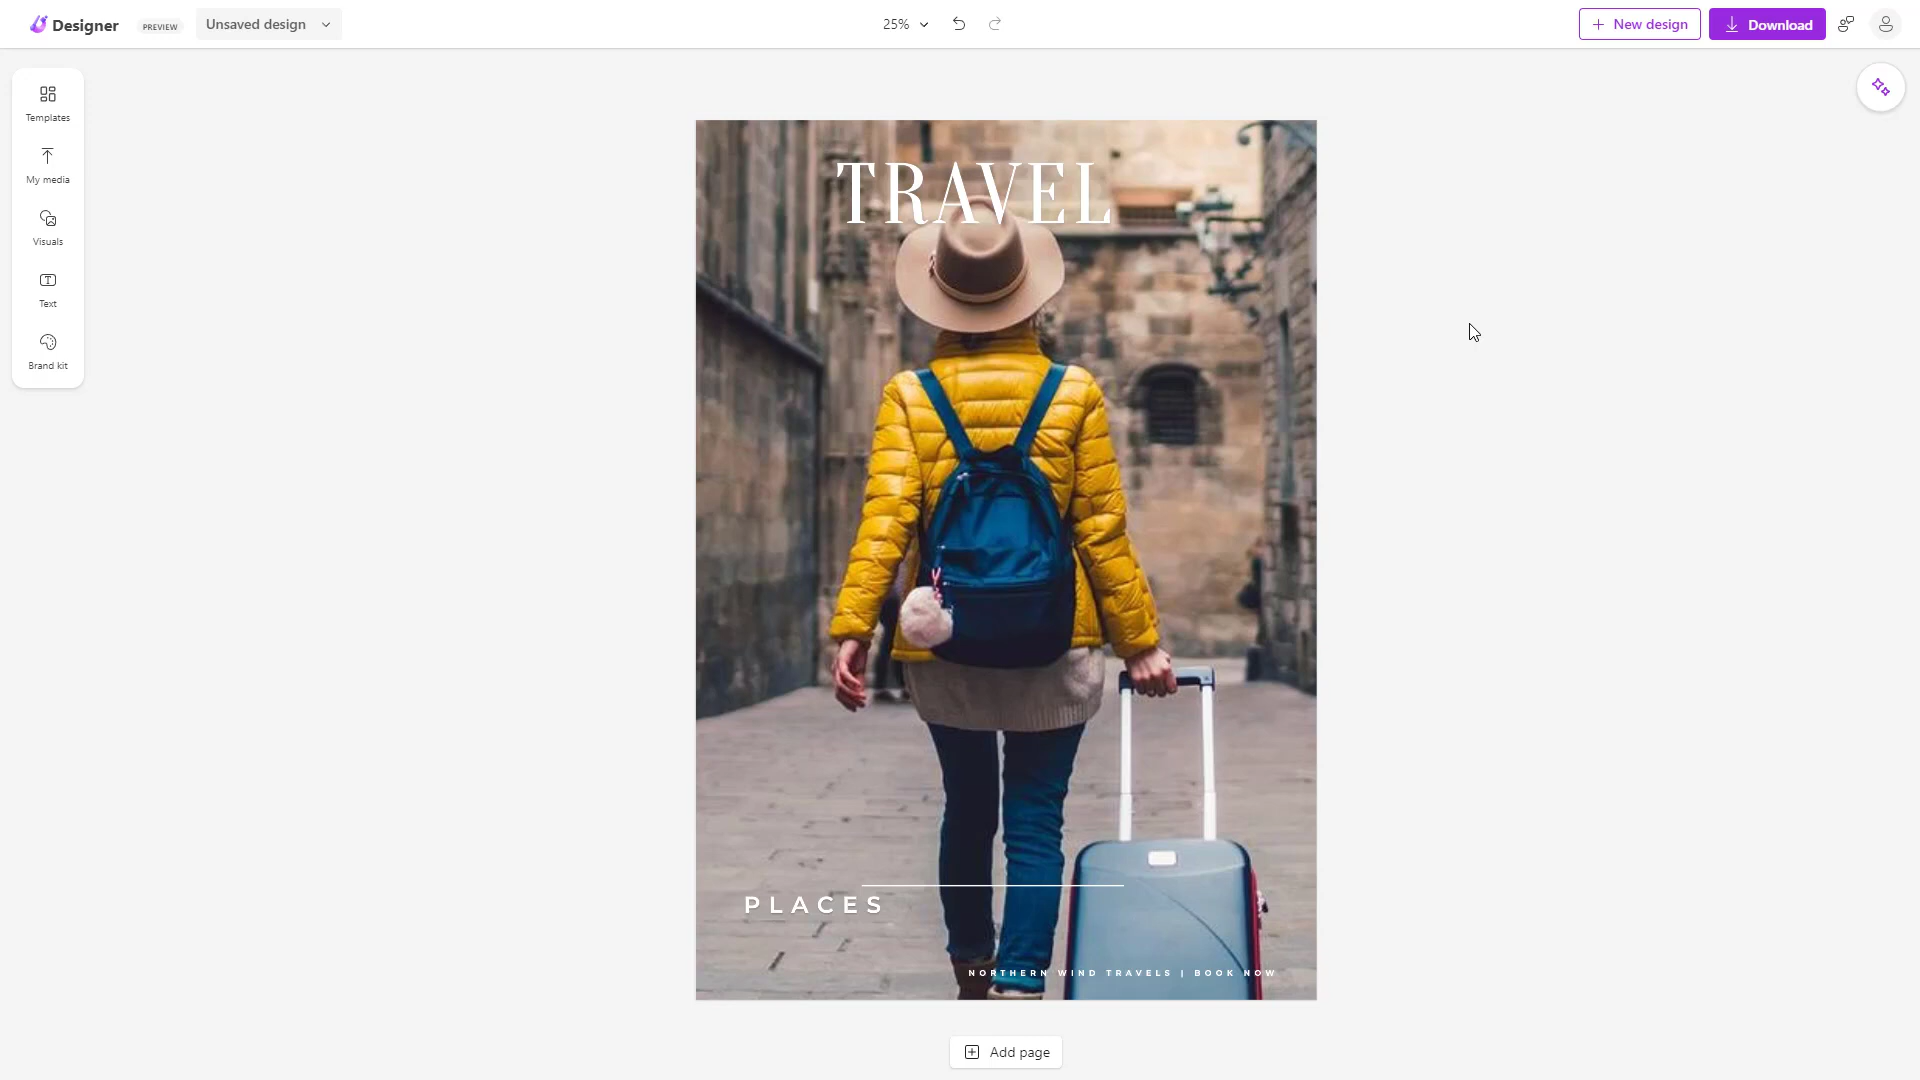 Designer
PREVIEW
Unsaved design
25%
New design
Download
Templates
My media
Visuals
Text
Brand kit
TRAVEL
PLACES
NORTHERN WIND TRAVELS | BOOK NOW
Add page